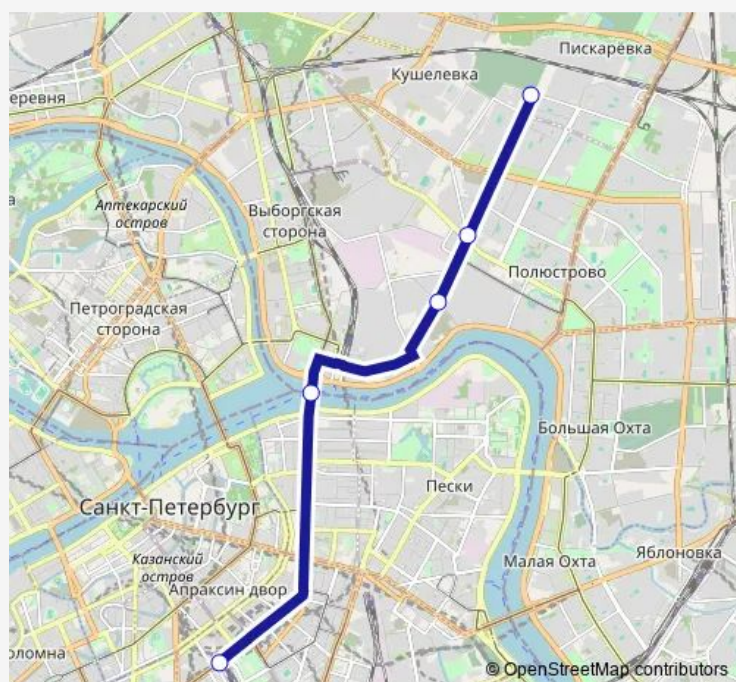 Пискарёвка
Кушелевка
еревня
Аптекарский
остров
Выборгская
сторона
Полюстрово
Петроградская
сторона
Большая Охта
Пески
Санкт-Петербург
Казанский
остров
Малая Охта
Яблоновка
Апраксин двор
оломна
© OpenStreetMap contributors